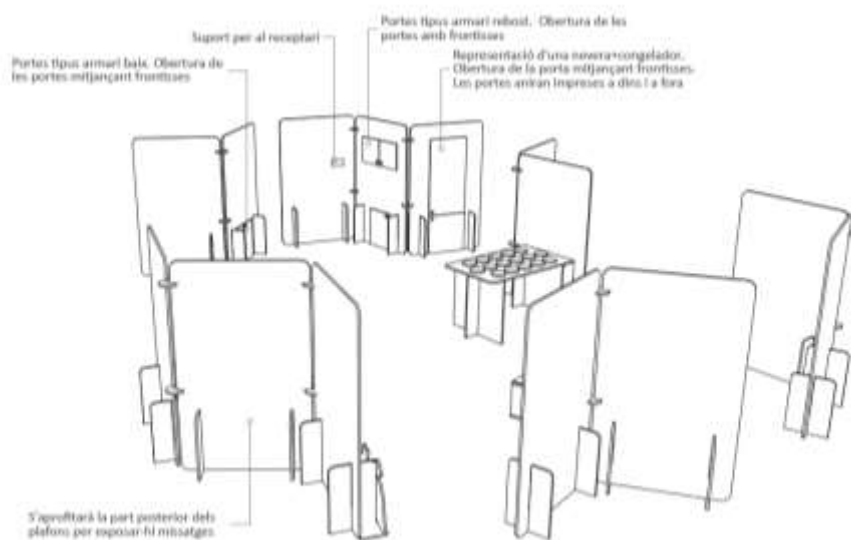 Portes tipus armari rebost. Obertura de les
portes amb frontisses
Suport per al receptari
Representació d'una nevera+congelador.
Obertura de la porta mitjançant frontisses.
Les portes aniran impreses a dins i a fora
Portes tipus armari baix. Obertura de
les portes mitjançant frontisses
S'aprofitarà la part posterior dels
plafons per exposar-hi missatges